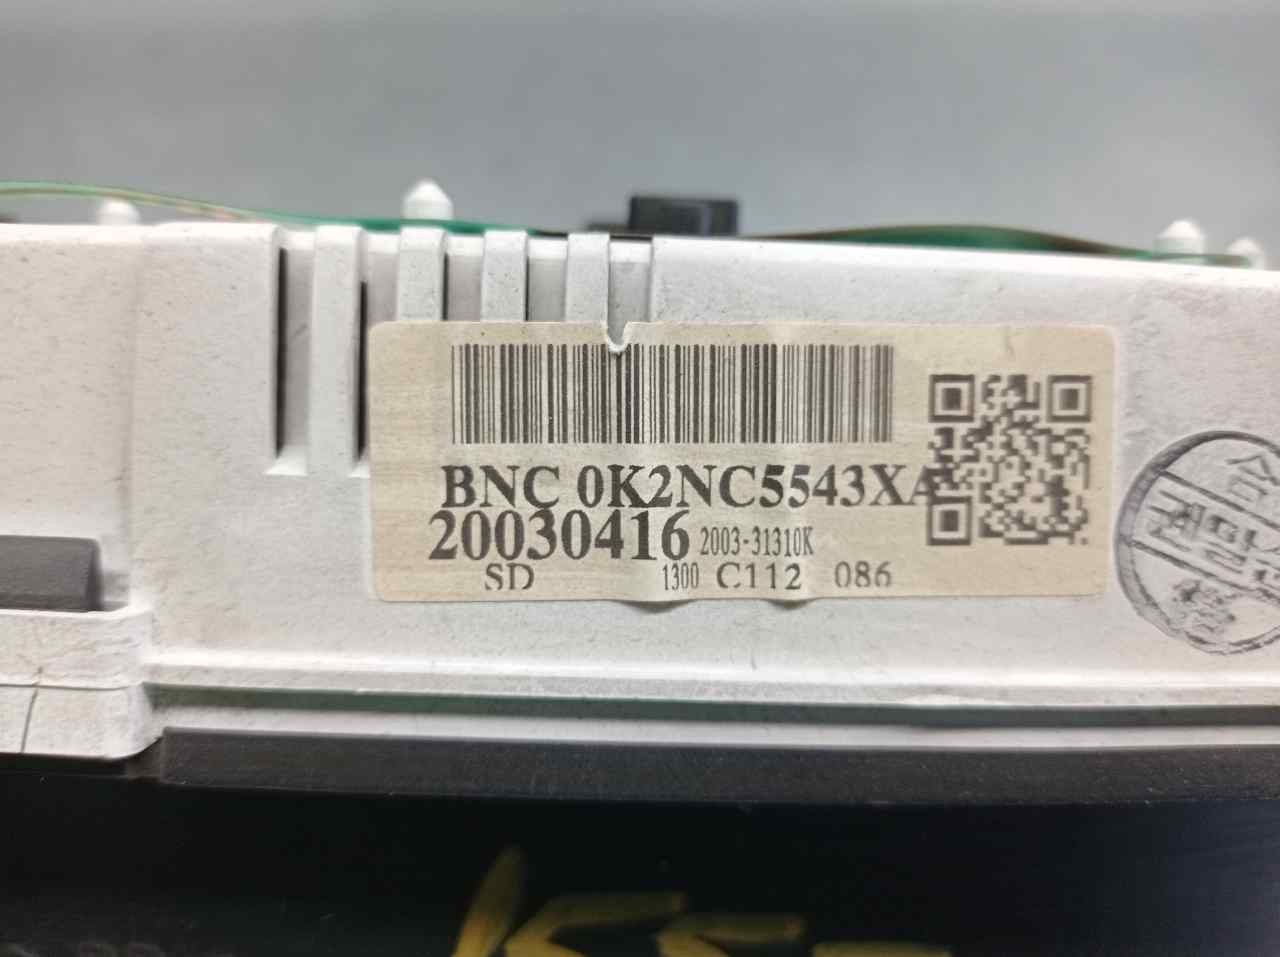 BNC 0K2NC5543XA
20030416 2003-31310K
SD 1300 C112 086